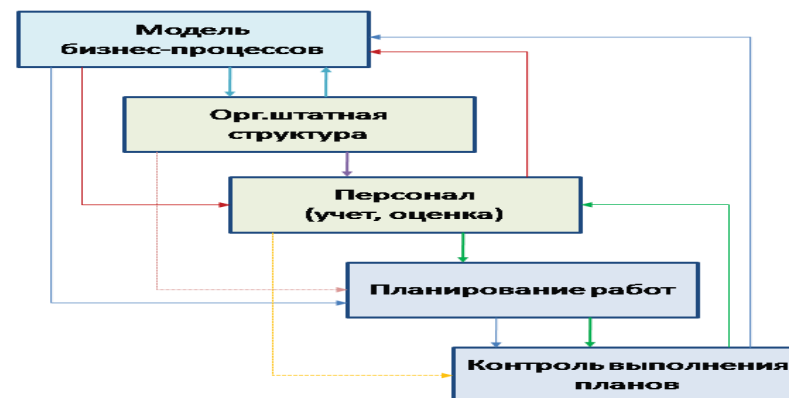 Модель
бизнес-процессов
Орг.штатная
структура
Персонал
(учет, оценка)
Планирование работ
Контроль выполнения
планов